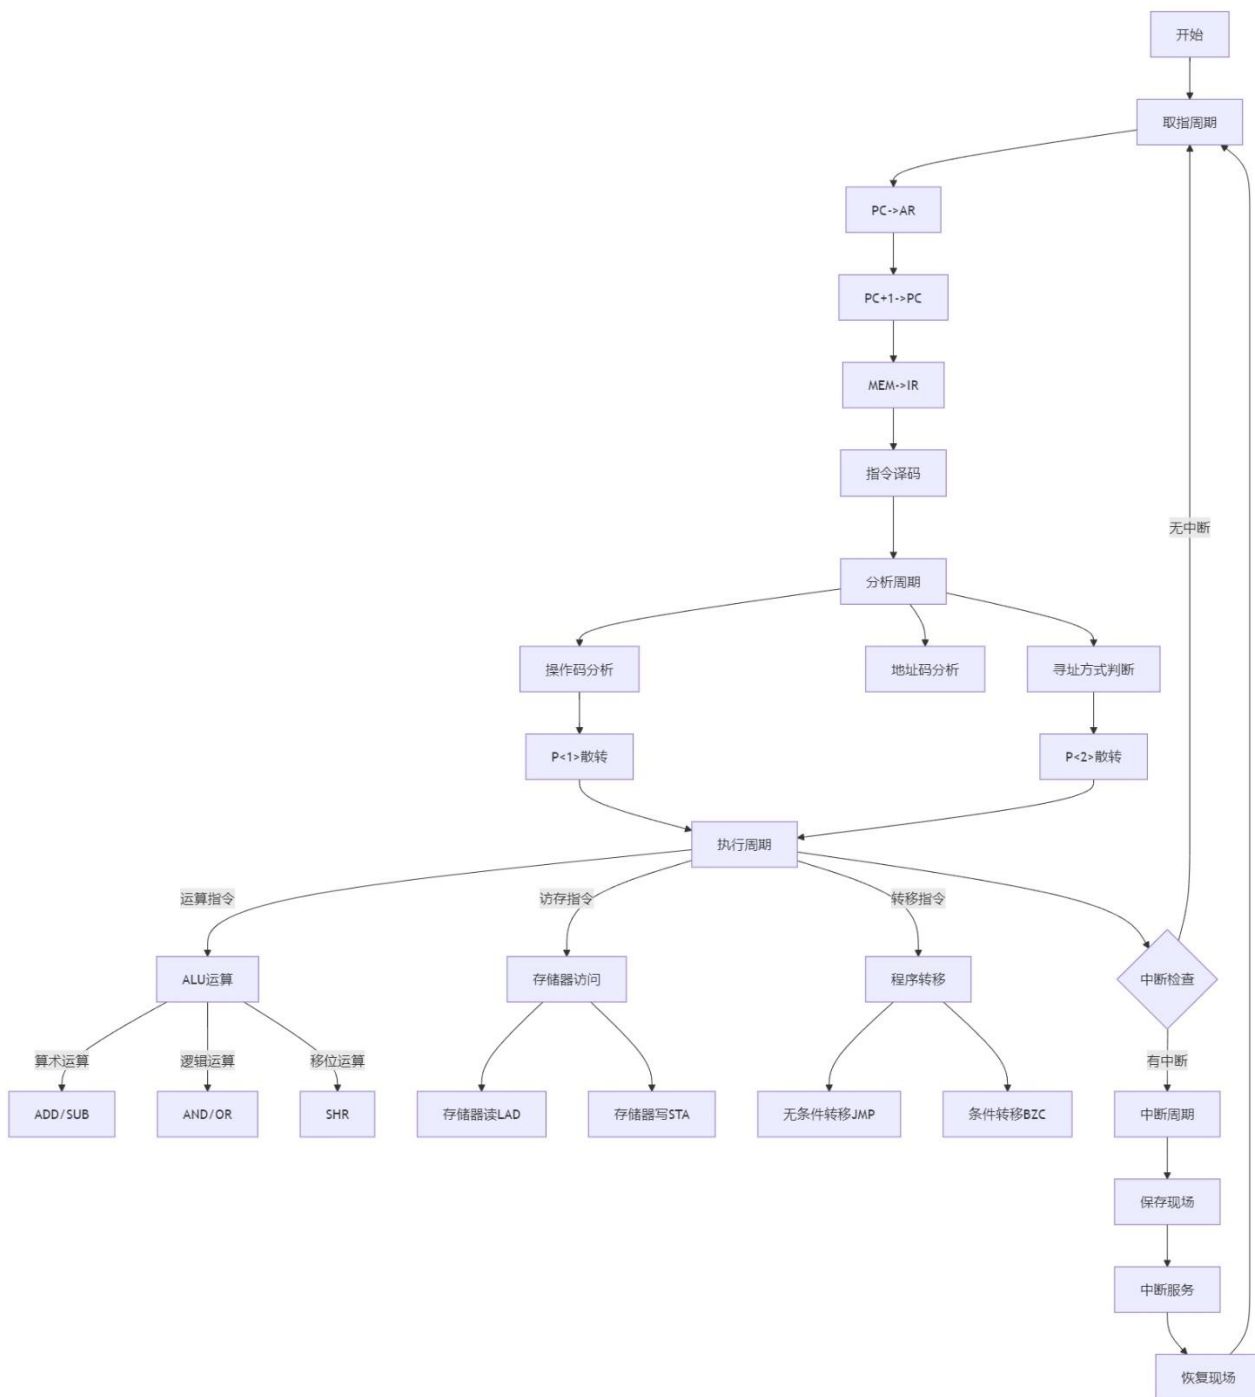 开始
取指周期
PC->AR
PC+1->PC
MEM->IR
指令译码
无中断
分析周期
操作码分析
地址码分析
寻址方式判断
P<1>散转
P<2>散转
执行周期
运算指令
访存指令
转移指令
ALU运算
存储器访问
程序转移
中断检查
算术运算
逻辑运算
移位运算
有中断
ADD/SUB
AND/OR
SHR
存储器读LAD
存储器写STA
无条件转移JMP
条件转移BZC
中断周期
保存现场
中断服务
恢复现场